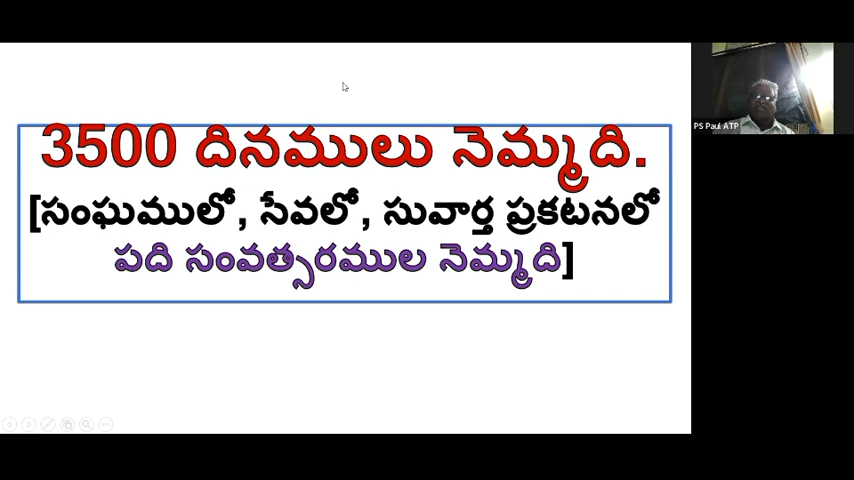 3500 దినములు నెమ్మది.
[సంఘములో, సేవలో, సువార్త ప్రకటనలో
పది సంవత్సరముల నెమ్మది]
PS Paul ATP